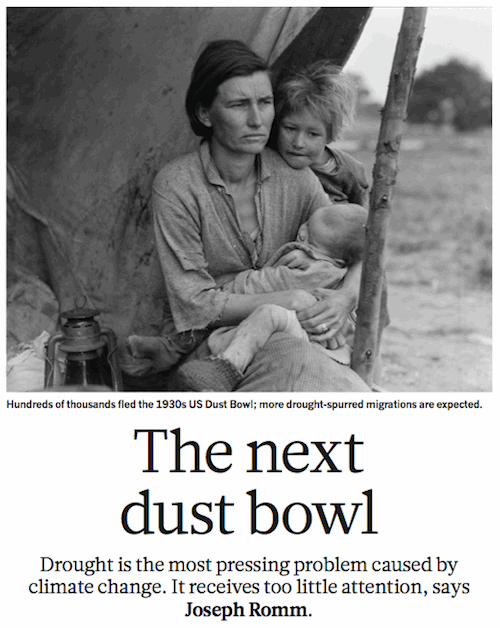 Hundreds of thousands fled the 1930s US Dust Bowl; more drought-spurred migrations are expected.
The next
dust bowl
Drought is the most pressing problem caused by
climate change. It receives too little attention, says
Joseph Romm.